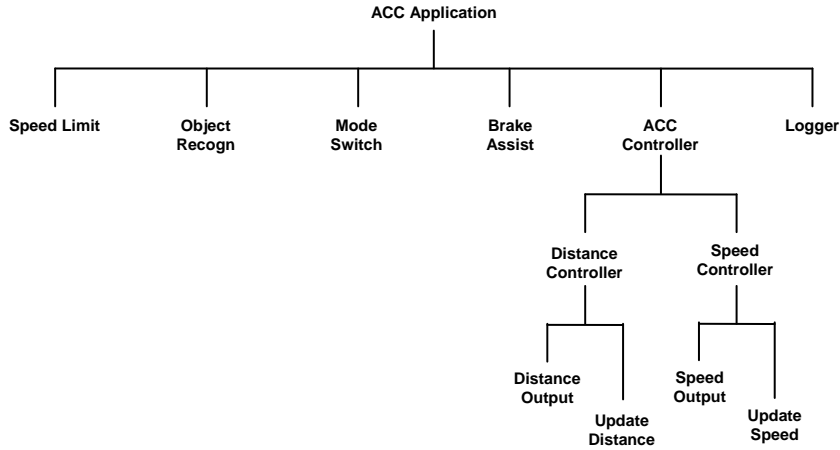 ACC Application
Speed Limit
Object
Recogn
Mode
Switch
Brake
Assist
ACC
Controller
Logger
Distance
Controller
Speed
Controller
Distance
Output
Update
Distance
Speed
Output
Update
Speed